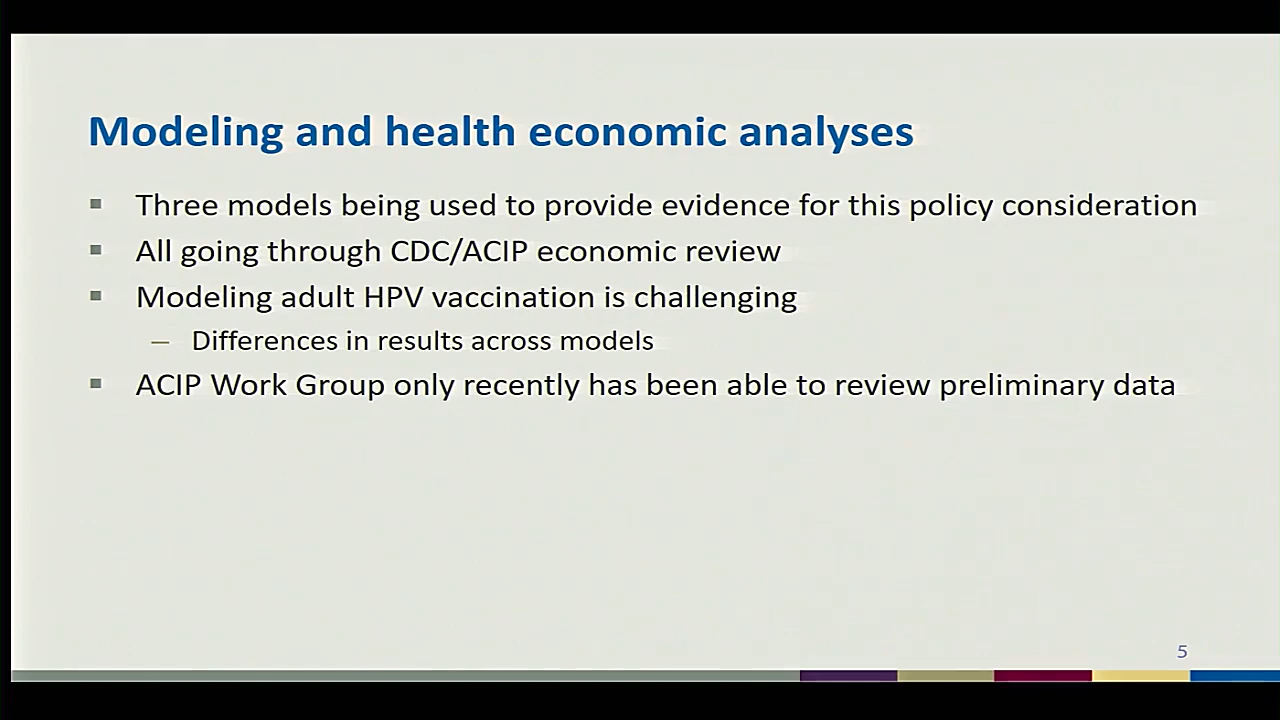 Modeling and health economic analyses
Three models being used to provide evidence for this policy consideration
All going through CDC/ACIP economic review
Modeling adult HPV vaccination is challenging
– Differences in results across models
ACIP Work Group only recently has been able to review preliminary data
5